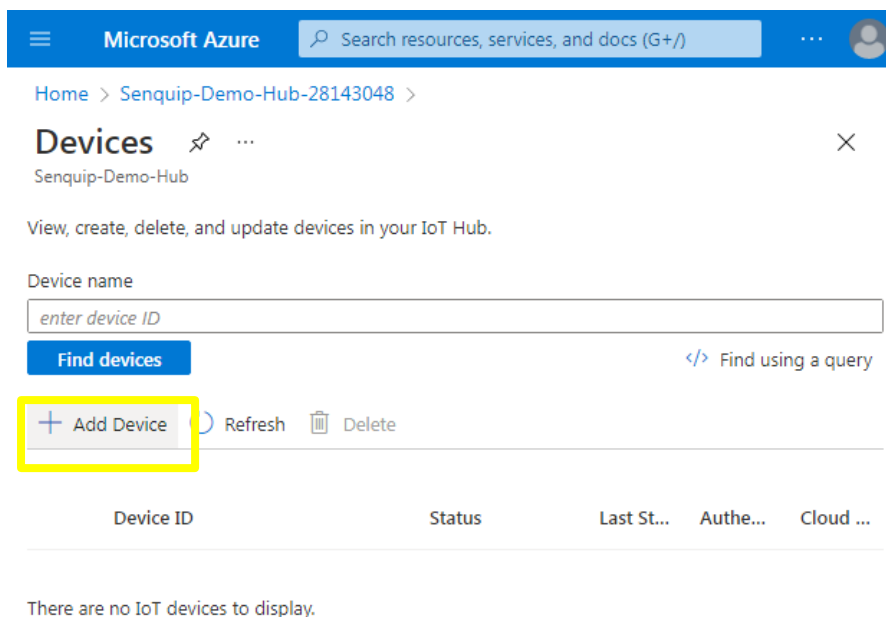 Microsoft Azure
Search resources, services, and docs (G+/)
...
Home > Senquip-Demo-Hub-28143048 >
Devices ...
Senquip-Demo-Hub
View, create, delete, and update devices in your IoT Hub.
Device name
enter device ID
Find devices
</> Find using a query
+ Add Device Refresh Delete
Device ID Status Last St... Authe... Cloud ...
There are no IoT devices to display.